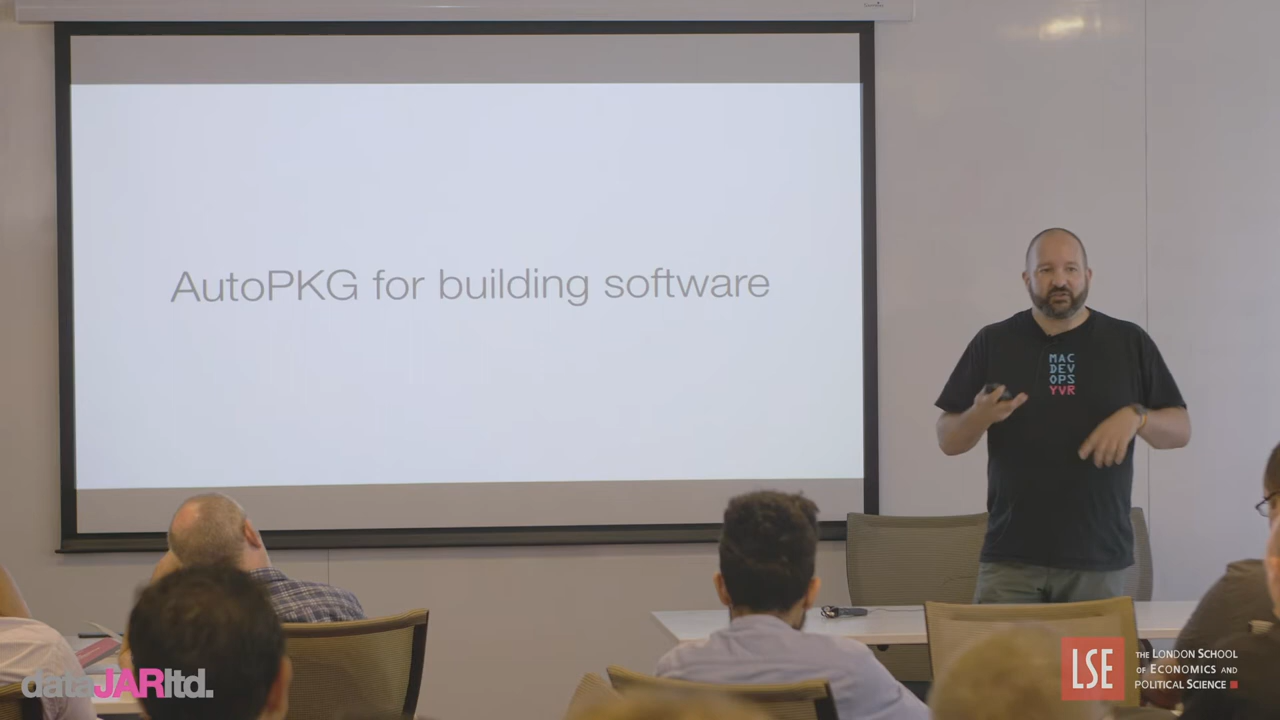 AutoPKG for building software
MAC
DEV
OPS
YVR
dataJARltd.
LSE
THE LONDON SCHOOL
OF ECONOMICS AND
POLITICAL SCIENCE